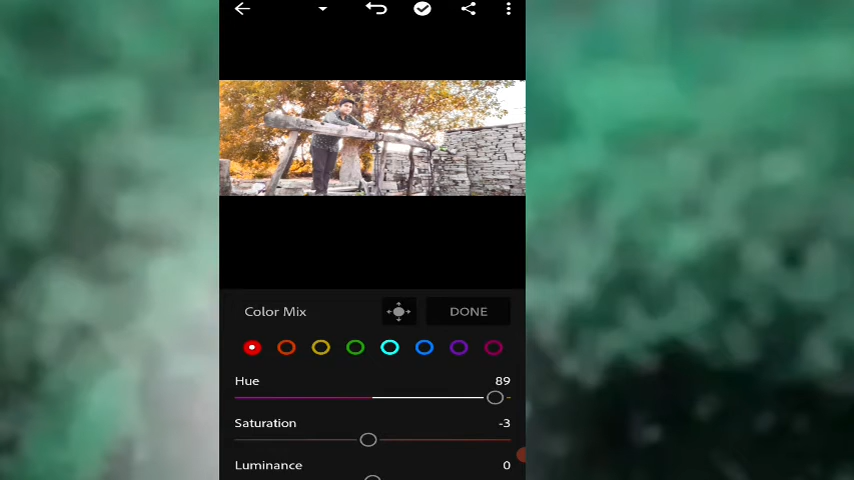 Color Mix
DONE
Hue 89
Saturation -3
Luminance 0